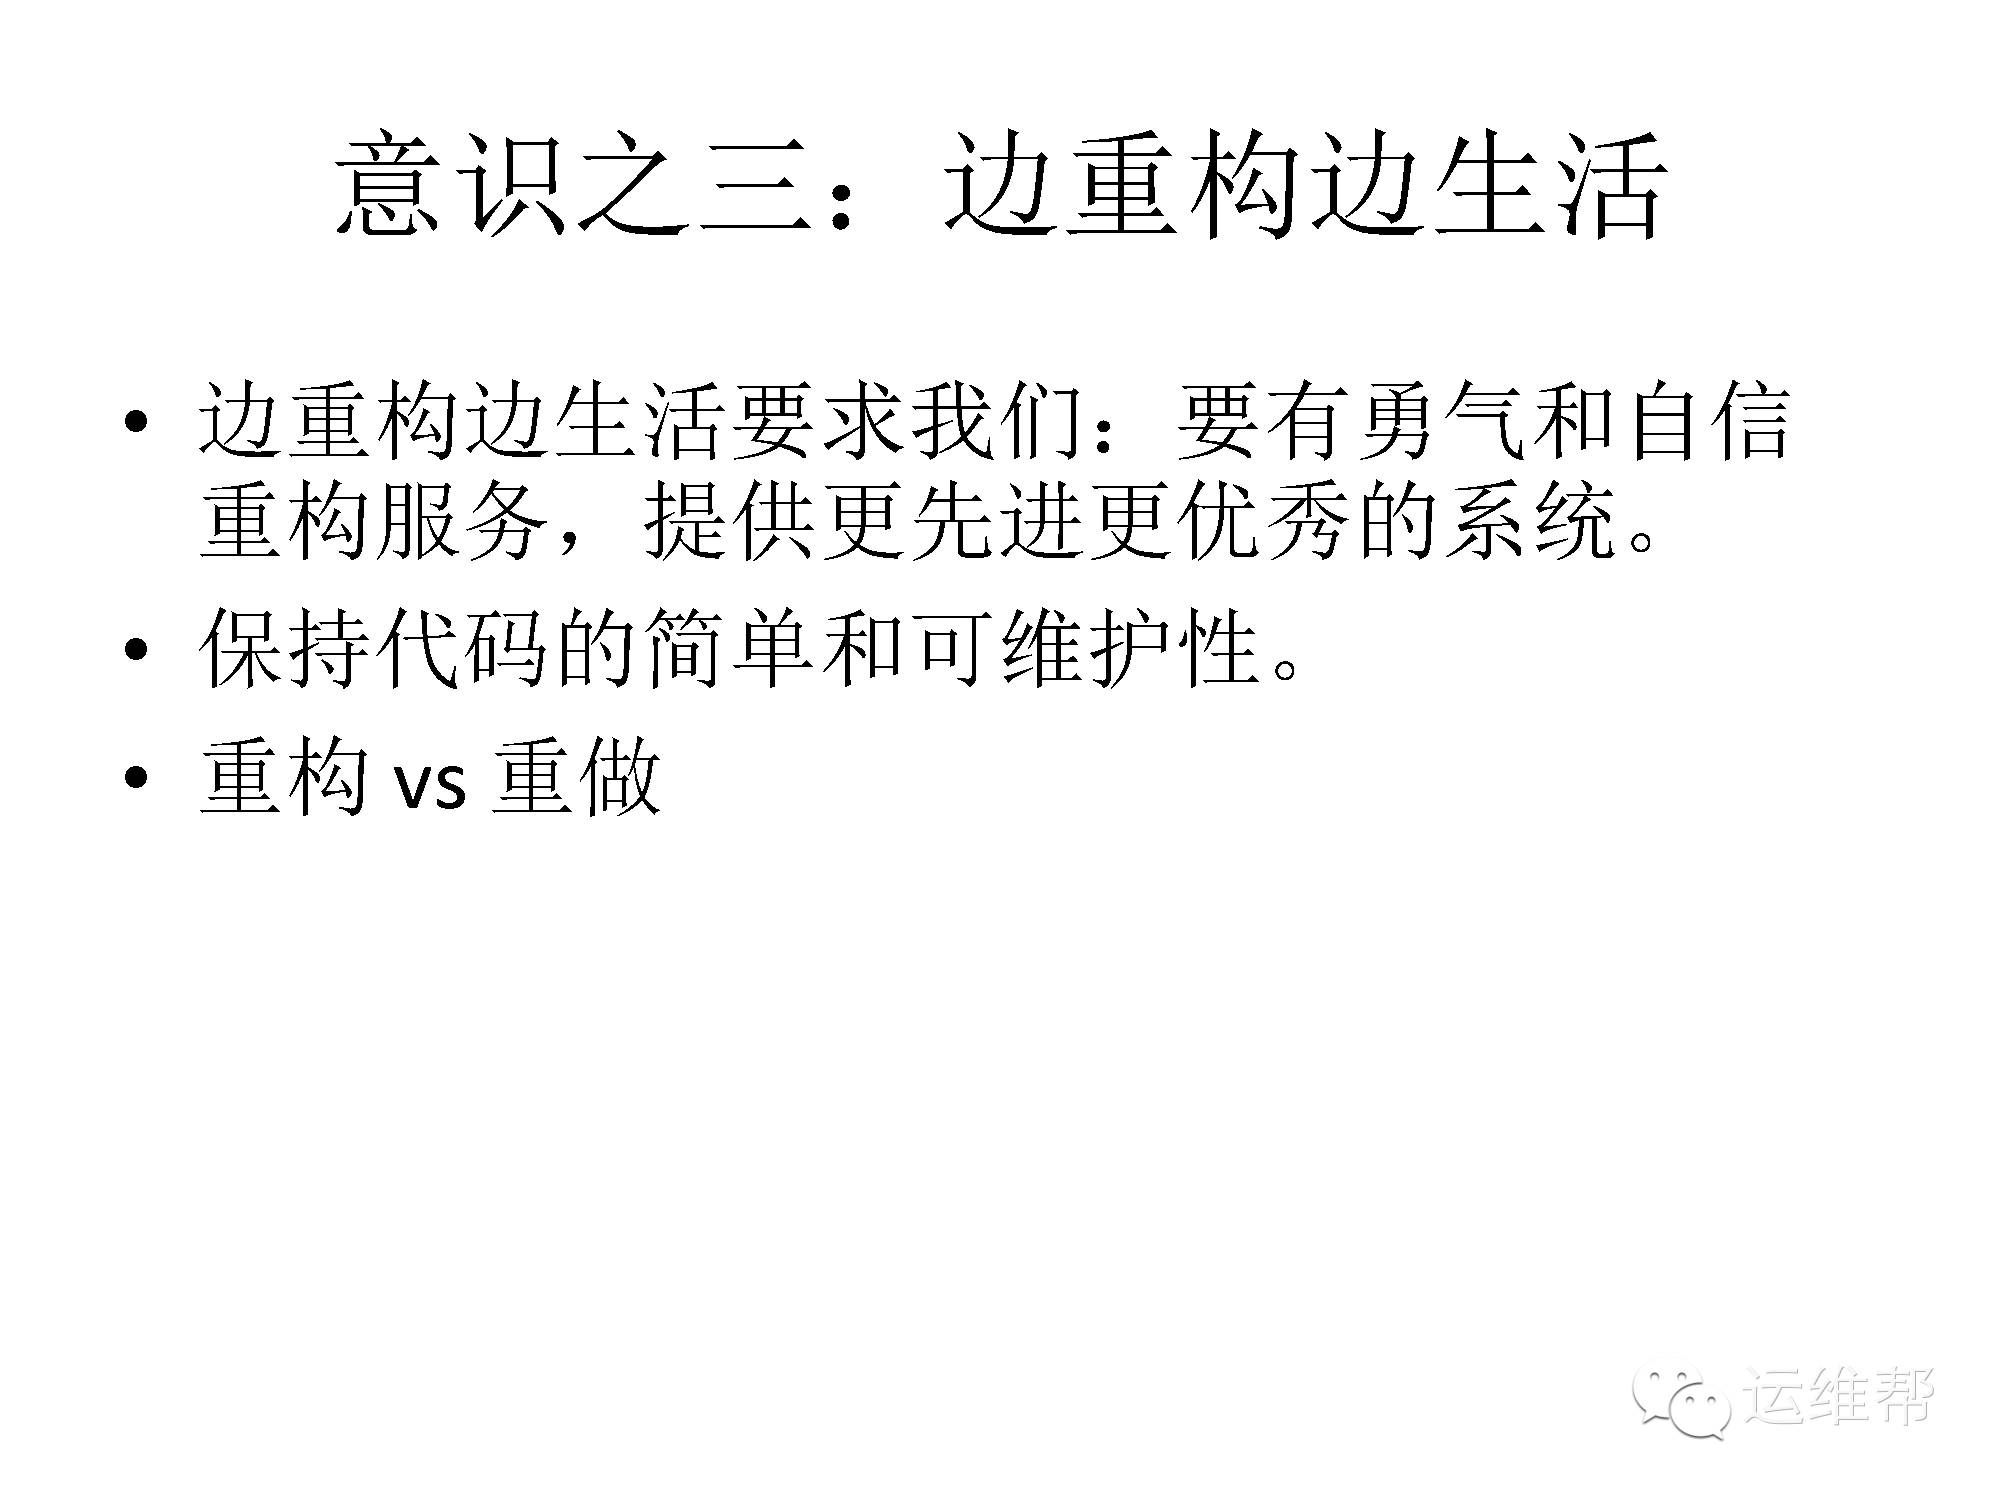 意识之三：边重构边生活
• 边重构边生活要求我们：要有勇气和自信
重构服务，提供更先进更优秀的系统。
• 保持代码的简单和可维护性。
• 重构 vs 重做
运维帮